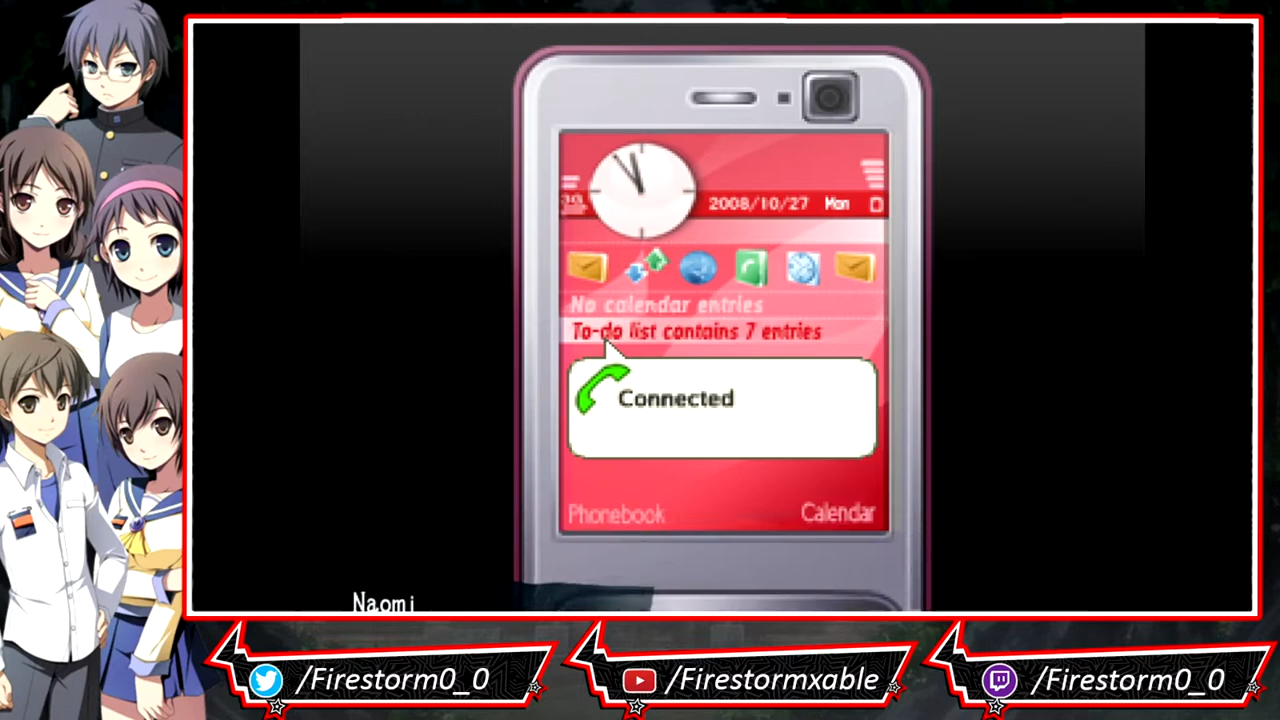 3G
2008/10/27 Mon
No calendar entries
To-do list contains 7 entries
Connected
Phonebook Calendar
Naomi
/Firestorm0_0 /Firestormxable /Firestorm0_0